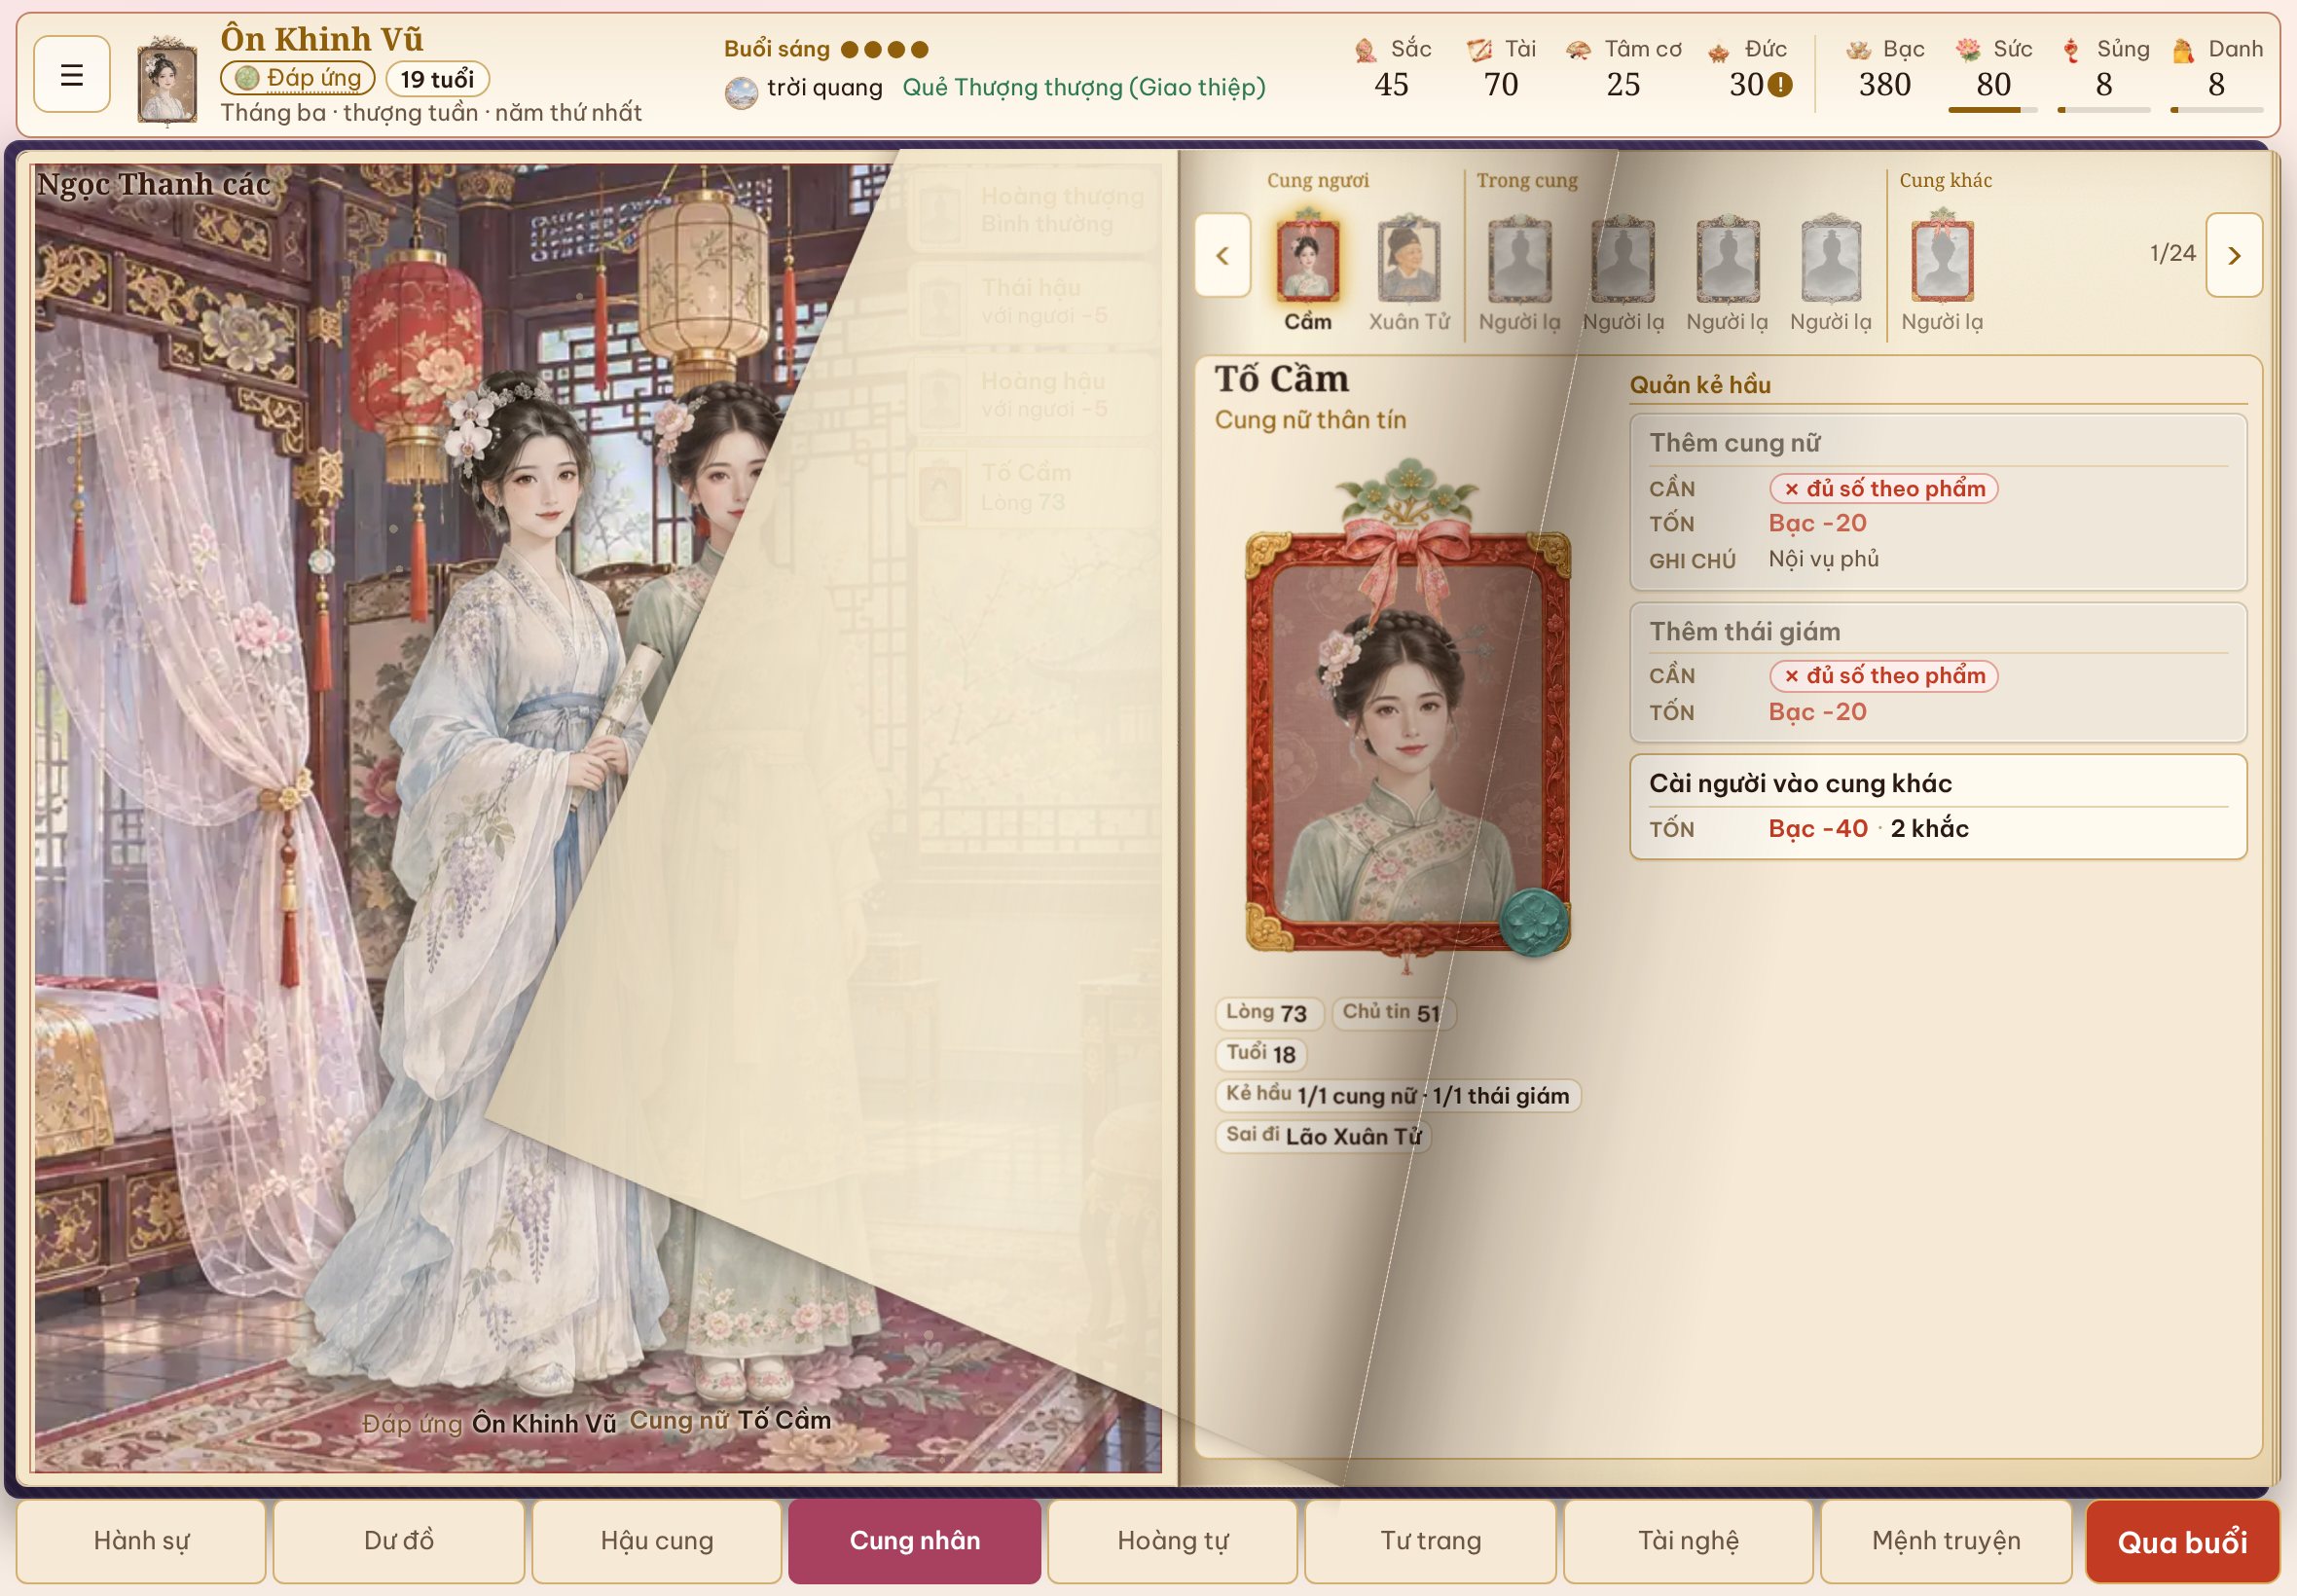 ☰
Ôn Khinh Vũ
Đáp ứng
19 tuổi
Tháng ba · thượng tuần · năm thứ nhất
Buổi sáng
trời quang
Quẻ Thượng thượng (Giao thiệp)
Sắc
45
Tài
70
Tâm cơ
25
Đức
30 !
Bạc
380
Sức
80
Sủng
8
Danh
8
Ngọc Thanh các
Hoàng thượng
Bình thường
Thái hậu
với ngươi -5
Hoàng hậu
với ngươi -5
Tố Cầm
Lòng 73
Đáp ứng Ôn Khinh Vũ
Cung nữ Tố Cầm
Cung ngươi
Trong cung
Cung khác
Cầm
Xuân Tử
Người lạ
Người lạ
Người lạ
Người lạ
Người lạ
1/24
Tố Cầm
Cung nữ thân tín
Lòng 73
Chủ tin 51
Tuổi 18
Kẻ hầu 1/1 cung nữ · 1/1 thái giám
Sai đi Lão Xuân Tử
Quản kẻ hầu
Thêm cung nữ
CẦN × đủ số theo phẩm
TỐN Bạc -20
GHI CHÚ Nội vụ phủ
Thêm thái giám
CẦN × đủ số theo phẩm
TỐN Bạc -20
Cài người vào cung khác
TỐN Bạc -40 · 2 khắc
Hành sự
Dư đồ
Hậu cung
Cung nhân
Hoàng tự
Tư trang
Tài nghệ
Mệnh truyện
Qua buổi